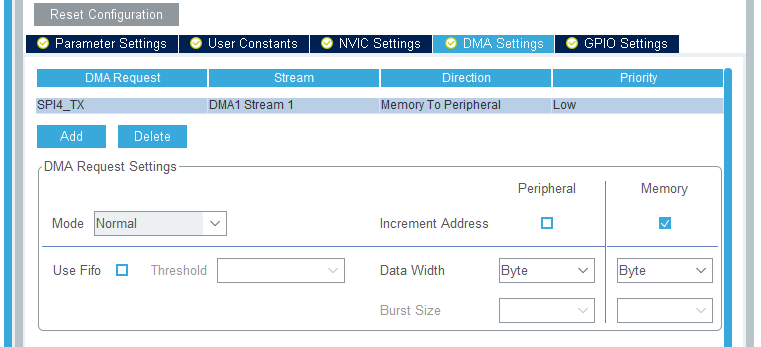 Reset Configuration
Parameter Settings User Constants NVIC Settings DMA Settings GPIO Settings
DMA Request Stream Direction Priority
SPI4_TX DMA1 Stream 1 Memory To Peripheral Low
Add Delete
DMA Request Settings
Peripheral Memory
Mode Normal Increment Address
Use Fifo Threshold Data Width Byte Byte
Burst Size